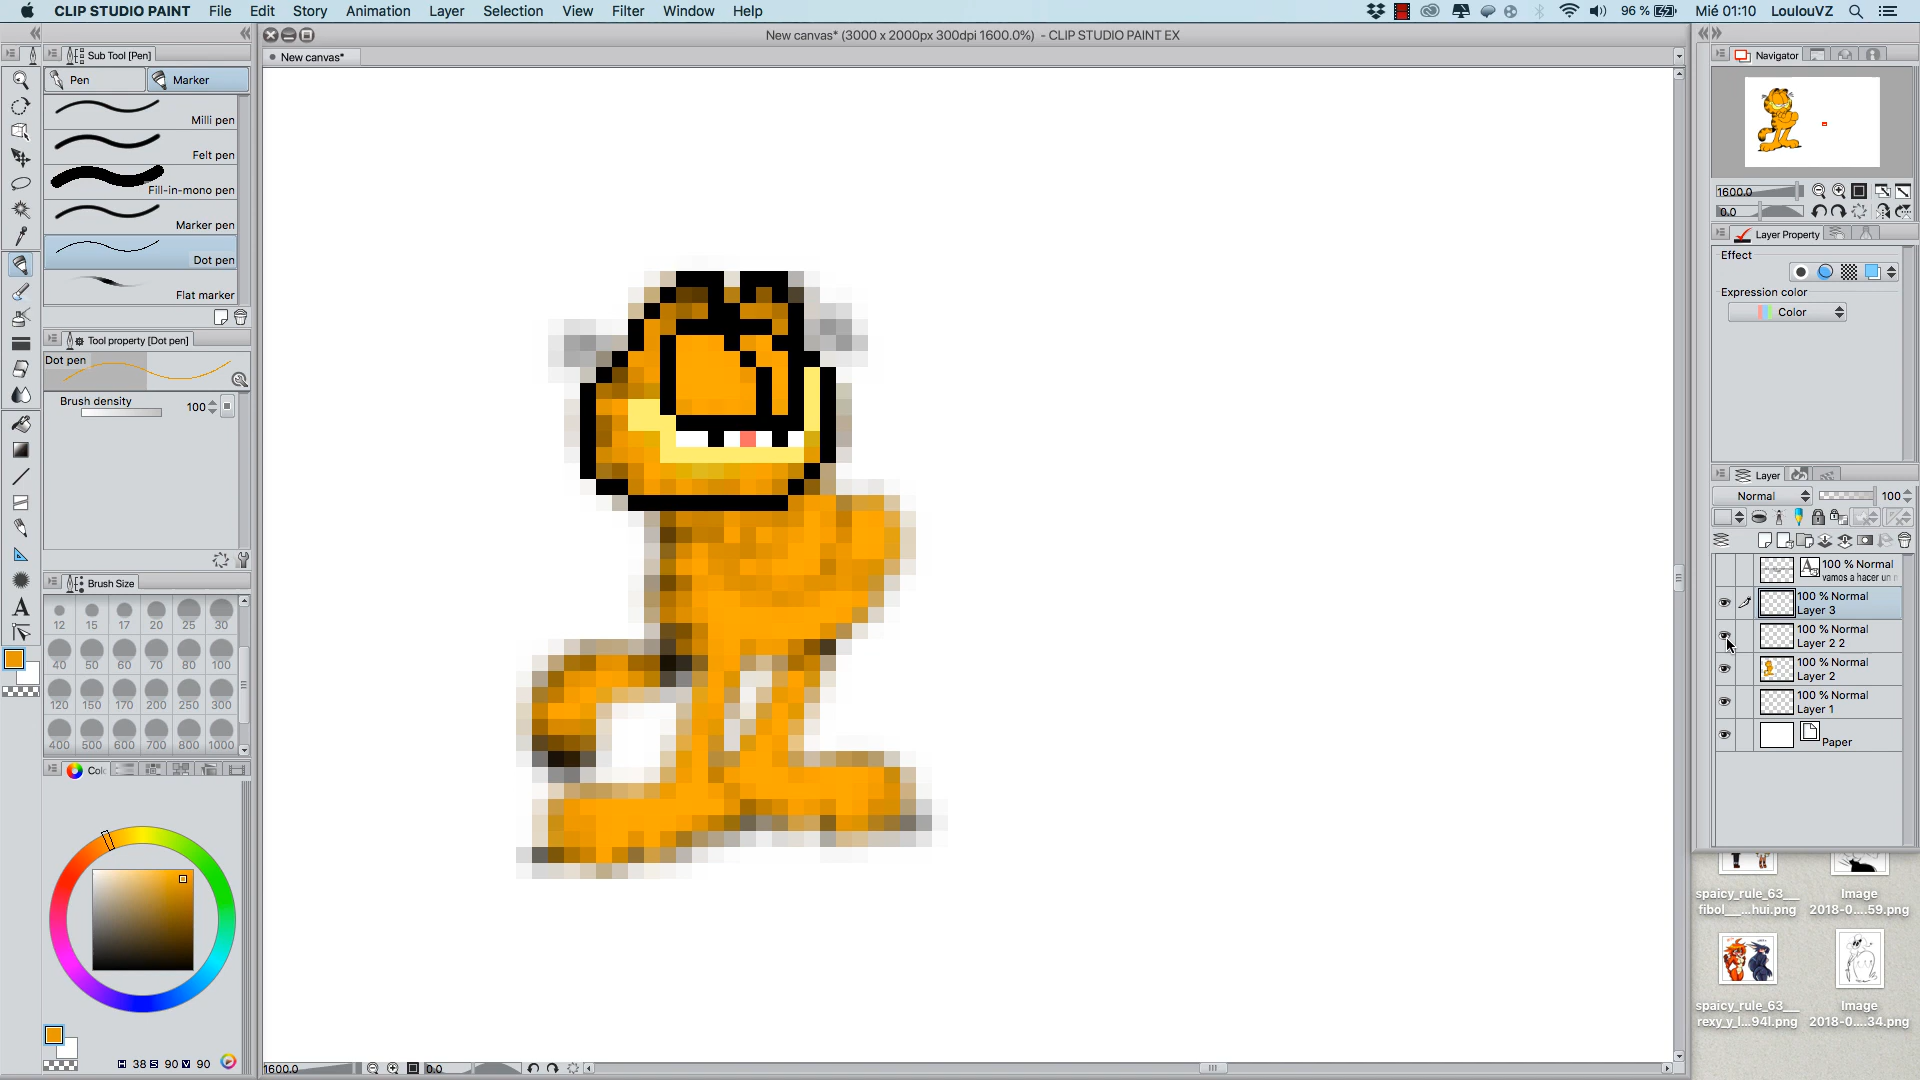 CLIP STUDIO PAINT File Edit Story Animation Layer Selection View Filter Window Help
96 % Mié 01:10 LoulouVZ
New canvas* (3000 x 2000px 300dpi 1600.0%) - CLIP STUDIO PAINT EX
Sub Tool [Pen]
New canvas*
Navigator
Pen Marker
Milli pen
Felt pen
Fill-in-mono pen
Marker pen
Dot pen
Flat marker
1600.0
0.0
Layer Property
Effect
Expression color
Color
Tool property [Dot pen]
Dot pen
Brush density 100
Layer
Normal 100
100 % Normal
vamos a hacer un
100 % Normal
Layer 3
100 % Normal
Layer 2 2
100 % Normal
Layer 2
100 % Normal
Layer 1
Paper
Brush Size
12 15 17 20 25 30
40 50 60 70 80 100
120 150 170 200 250 300
400 500 600 700 800 1000
Col
H 38 S 90 V 90
1600.0 0.0
spaicy_rule_63__
fibol__...hui.png
Image
2018-0....59.png
spaicy_rule_63__
rexy_y_l...94l.png
Image
2018-0....34.png